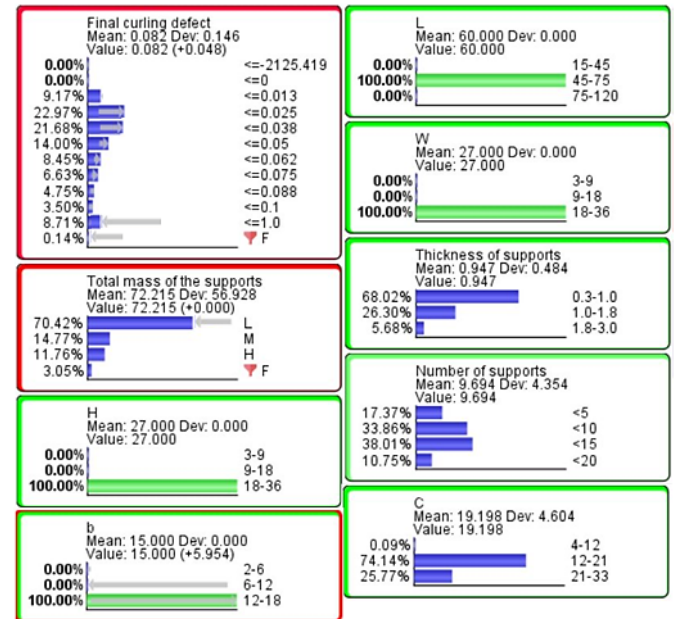 Final curling defect
Mean: 0.082 Dev: 0.146
Value: 0.082 (+0.048)
0.00% <=-2125.419
0.00% <=0
9.17% <=0.013
22.97% <=0.025
21.68% <=0.038
14.00% <=0.05
8.45% <=0.062
6.63% <=0.075
4.75% <=0.088
3.50% <=0.1
8.71% <=1.0
0.14% F
Total mass of the supports
Mean: 72.215 Dev: 56.928
Value: 72.215 (+0.000)
70.42% L
14.77% M
11.76% H
3.05% F
H
Mean: 27.000 Dev: 0.000
Value: 27.000
0.00% 3-9
0.00% 9-18
100.00% 18-36
b
Mean: 15.000 Dev: 0.000
Value: 15.000 (+5.954)
0.00% 2-6
0.00% 6-12
100.00% 12-18
L
Mean: 60.000 Dev: 0.000
Value: 60.000
0.00% 15-45
100.00% 45-75
0.00% 75-120
W
Mean: 27.000 Dev: 0.000
Value: 27.000
0.00% 3-9
0.00% 9-18
100.00% 18-36
Thickness of supports
Mean: 0.947 Dev: 0.484
Value: 0.947
68.02% 0.3-1.0
26.30% 1.0-1.8
5.68% 1.8-3.0
Number of supports
Mean: 9.694 Dev: 4.354
Value: 9.694
17.37% <5
33.86% <10
38.01% <15
10.75% <20
C
Mean: 19.198 Dev: 4.604
Value: 19.198
0.09% 4-12
74.14% 12-21
25.77% 21-33